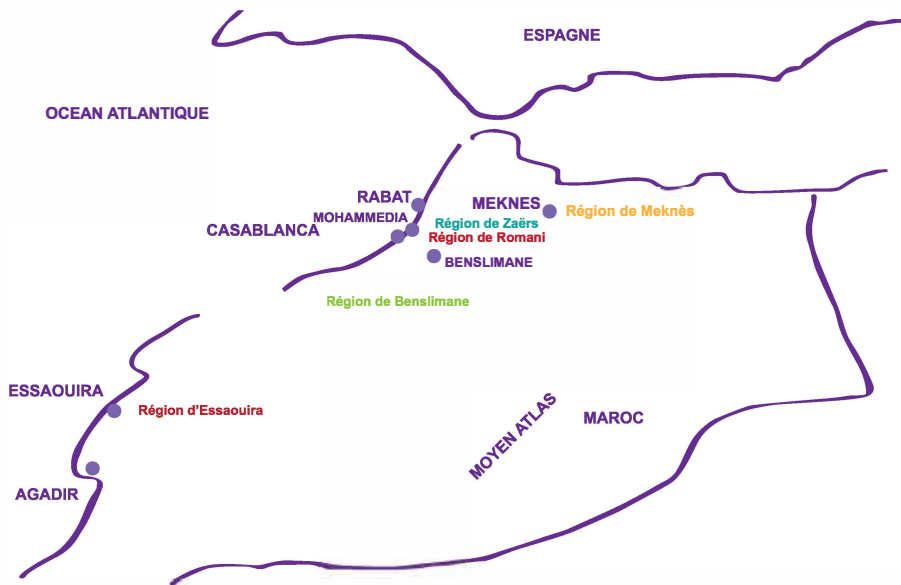 ESPAGNE
OCEAN ATLANTIQUE
RABAT
MEKNES
Région de Meknès
MOHAMMEDIA
Région de Zaërs
CASABLANCA
Région de Romani
BENSLIMANE
Région de Benslimane
ESSAOUIRA
Région d'Essaouira
MOYEN ATLAS
MAROC
AGADIR